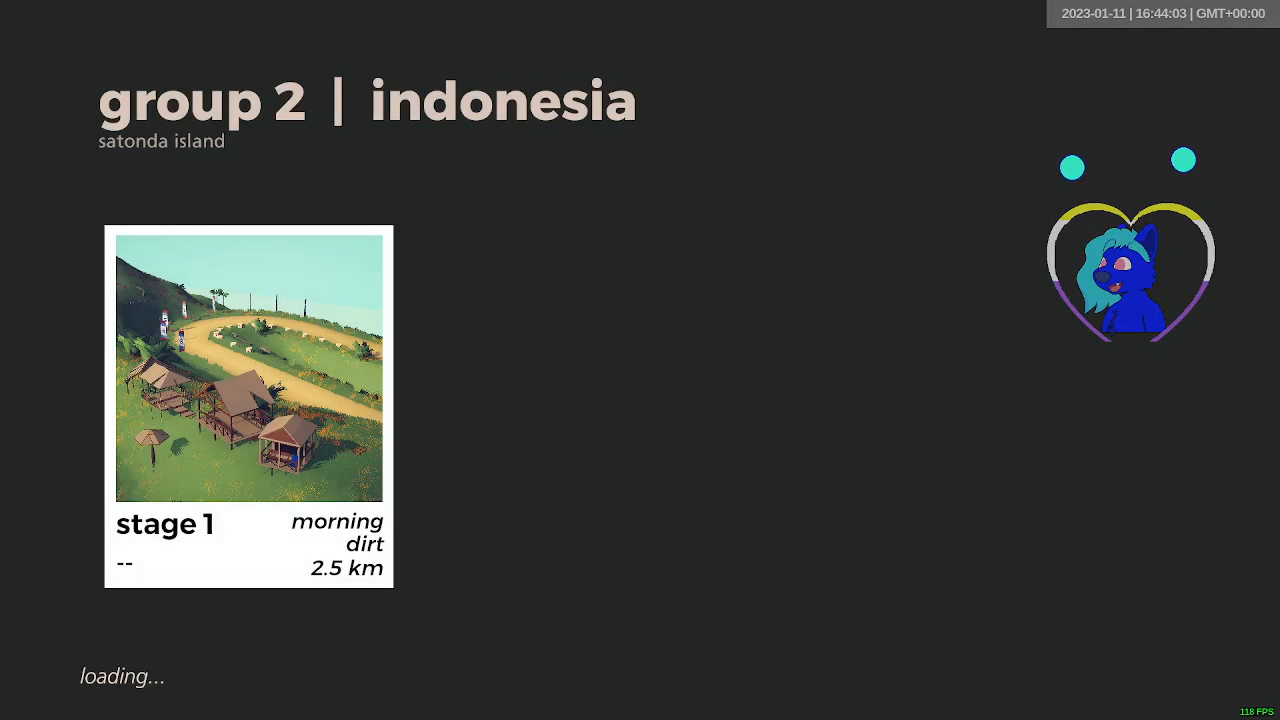 2023-01-11 | 16:44:03 | GMT+00:00
group 2 | indonesia
satonda island
stage 1
morning
dirt
--
2.5 km
loading...
118 FPS